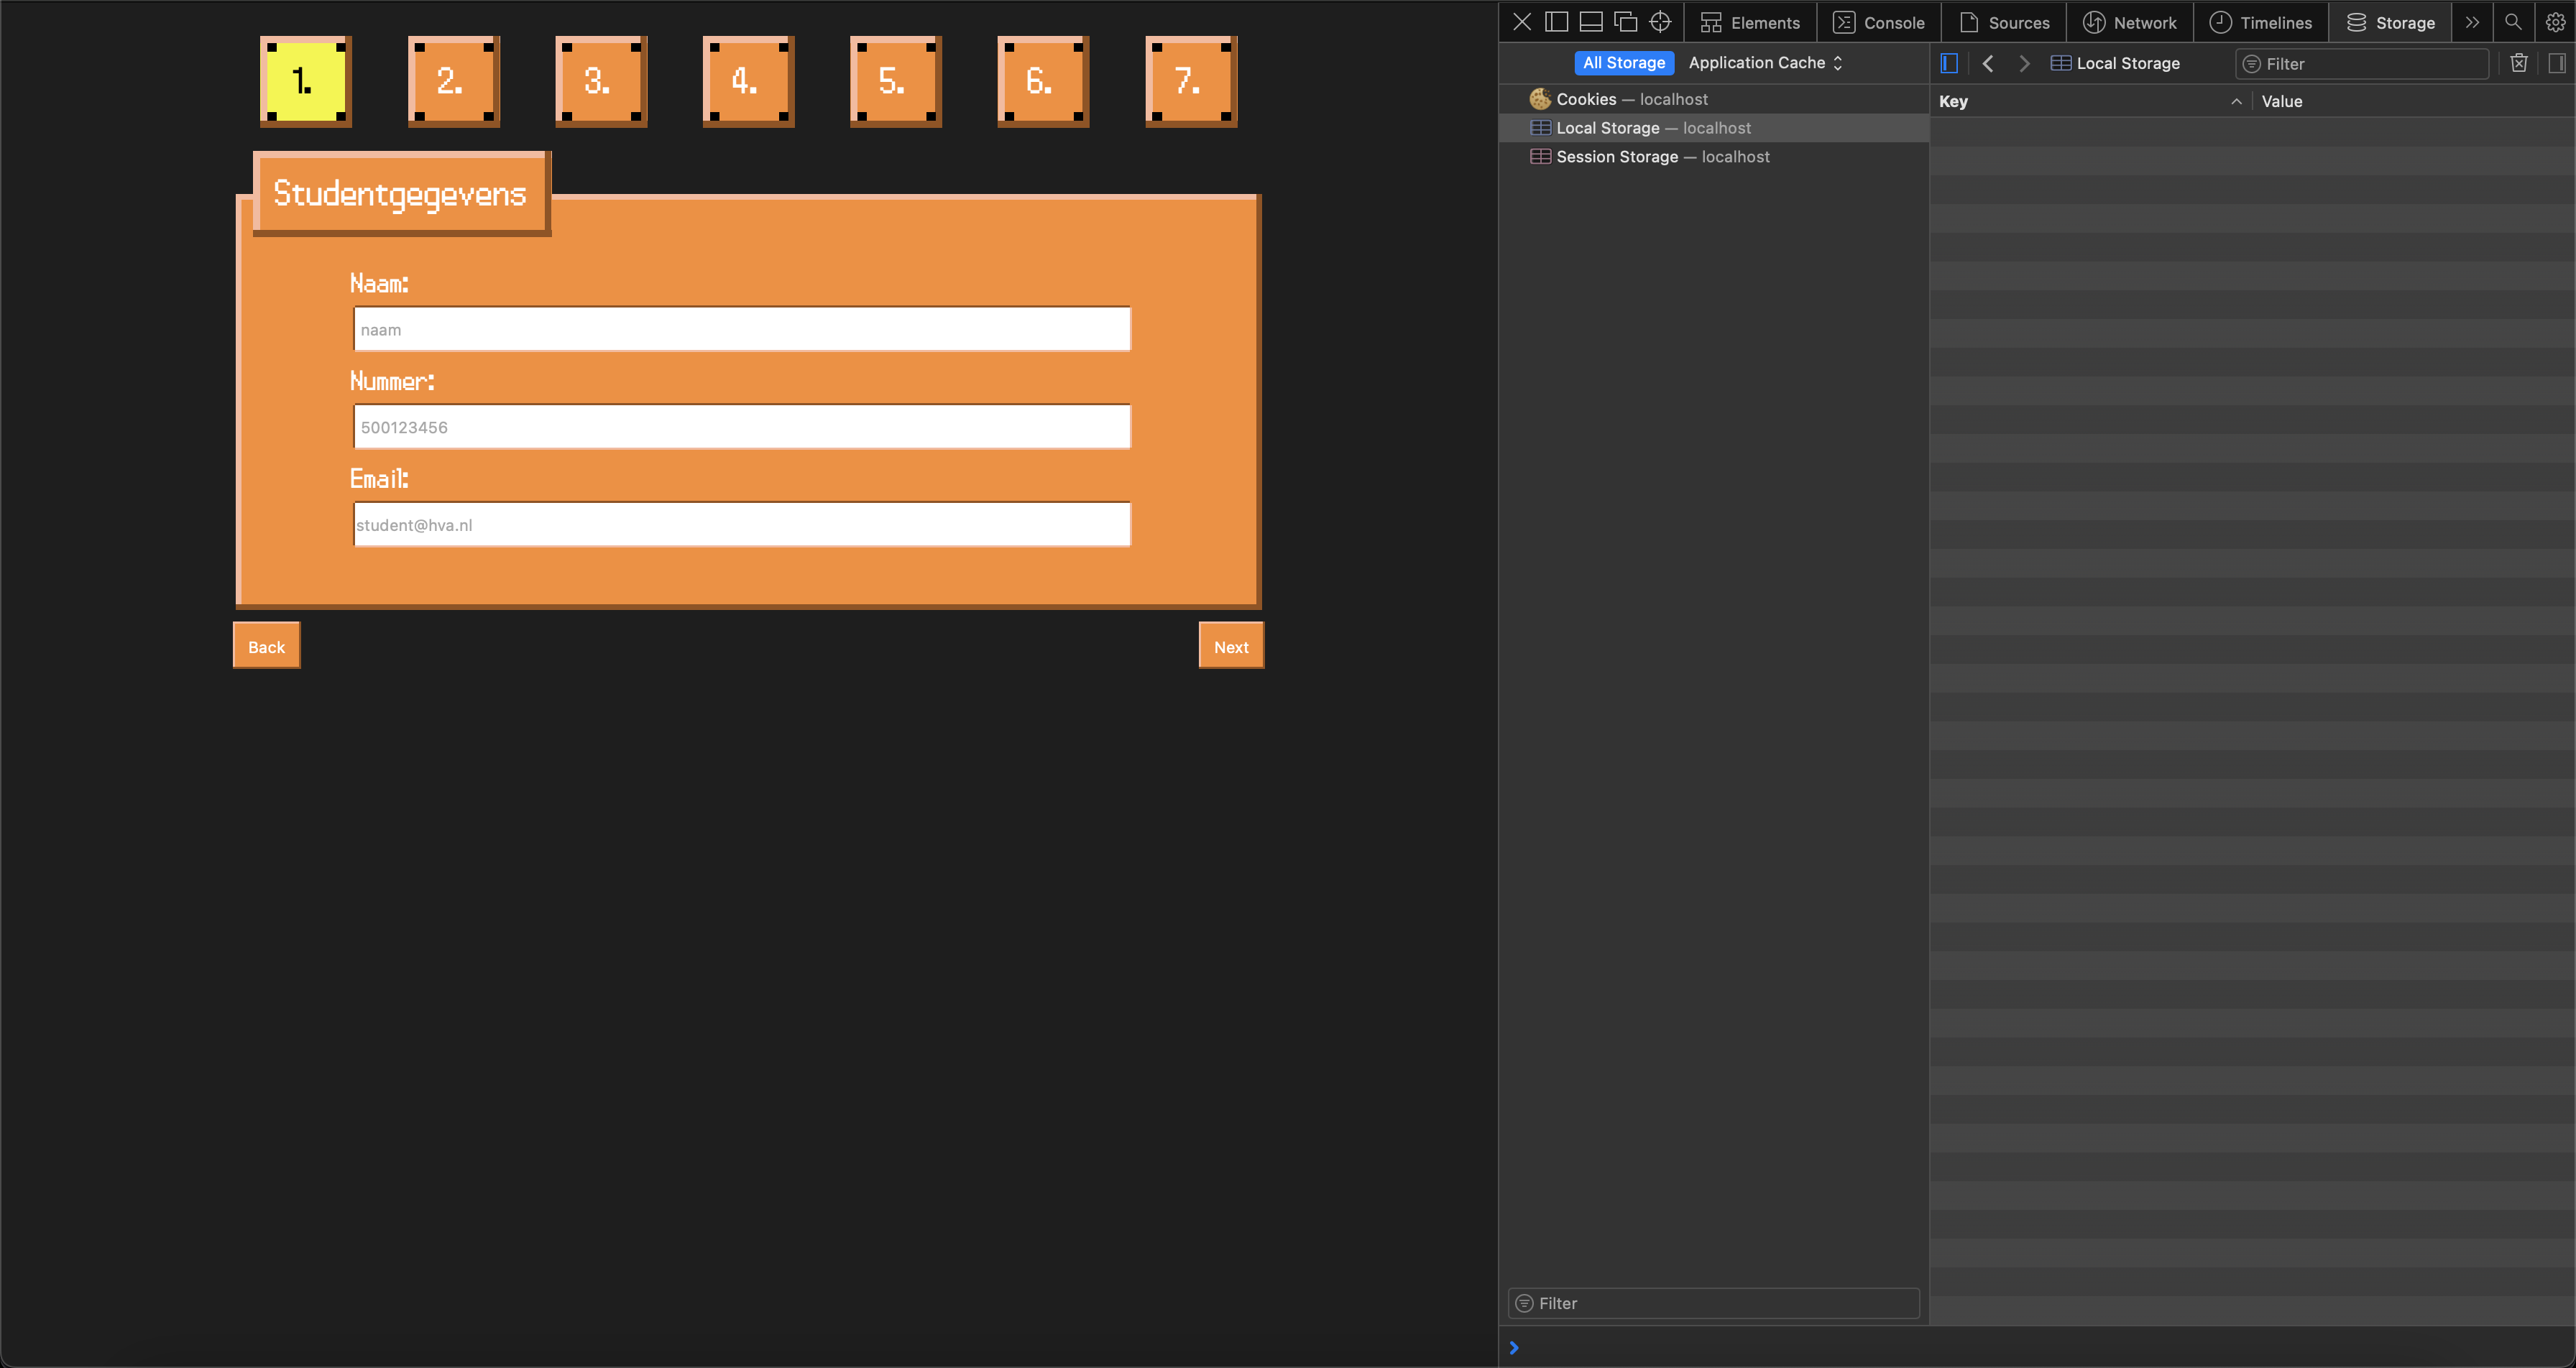 1. 2. 3. 4. 5. 6. 7.
Studentgegevens
Naam:
naam
Nummer:
500123456
Email:
student@hva.nl
Back Next
Elements Console Sources Network Timelines Storage
All Storage Application Cache
Cookies — localhost
Local Storage — localhost
Session Storage — localhost
Filter
Local Storage Filter
Key Value